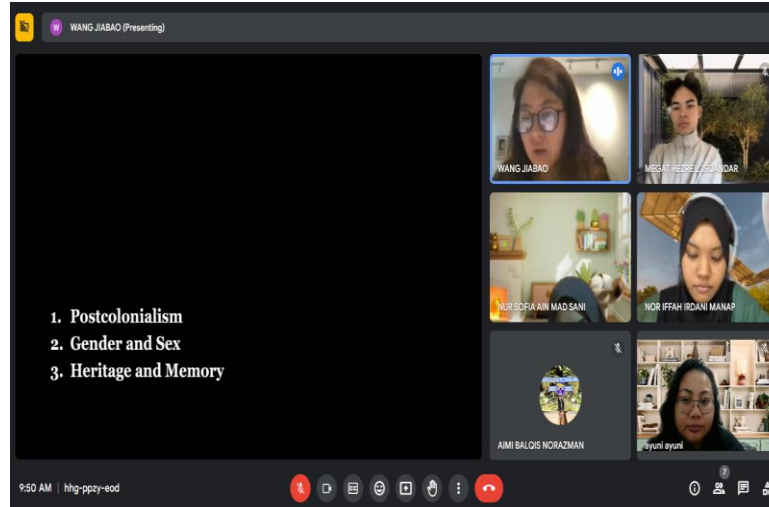 W WANG JIABAO (Presenting)
1. Postcolonialism
2. Gender and Sex
3. Heritage and Memory
WANG JIABAO
MEGAT HEZRE L ISQANDAR
NUR SOFIA AIN MAD SANI
NOR IFFAH IRDANI MANAP
AIMI BALQIS NORAZMAN
ayuni ayuni
9:50 AM | hhg-ppzy-eod
7